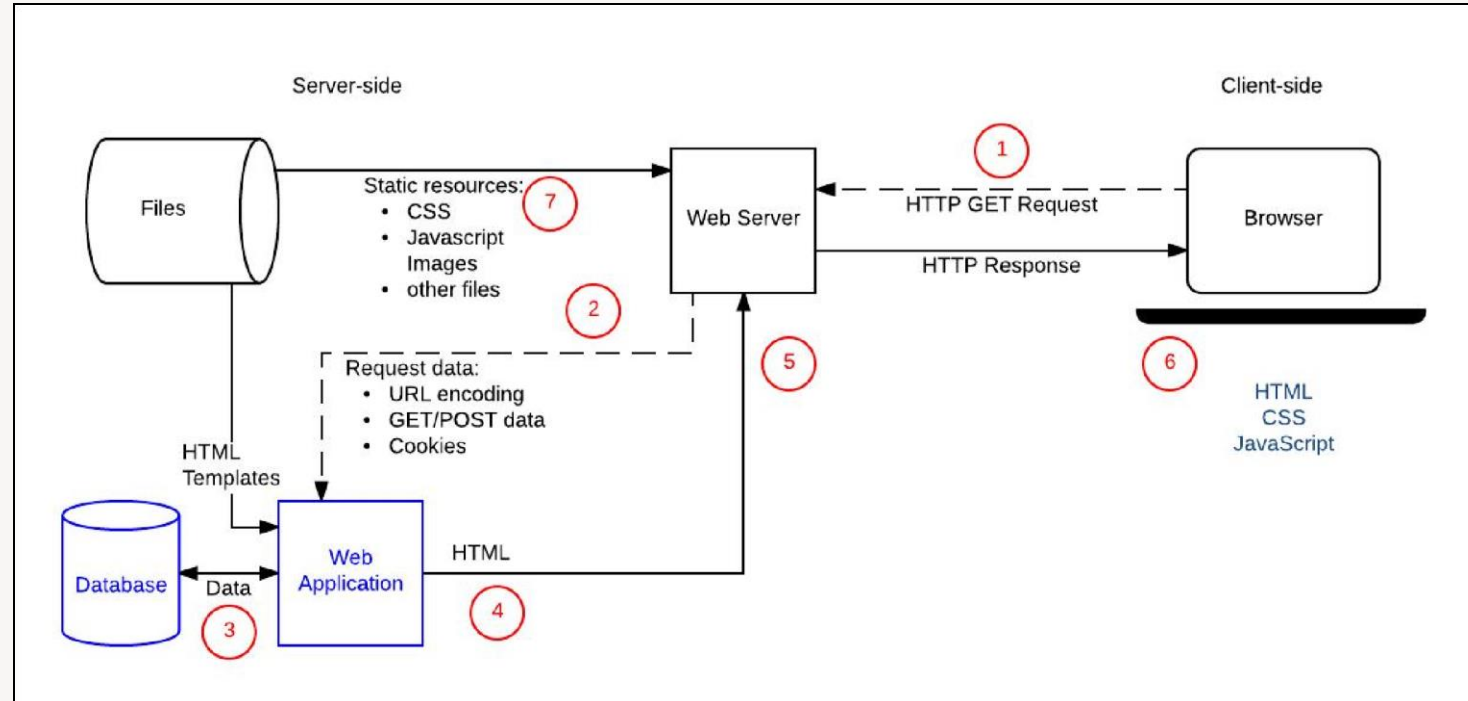 Server-side
Client-side
Files
Static resources:
• CSS
• Javascript
Images
• other files
7
Web Server
1
HTTP GET Request
HTTP Response
Browser
2
Request data:
• URL encoding
• GET/POST data
• Cookies
5
6
HTML
CSS
JavaScript
HTML
Templates
Database
Data
3
Web
Application
HTML
4